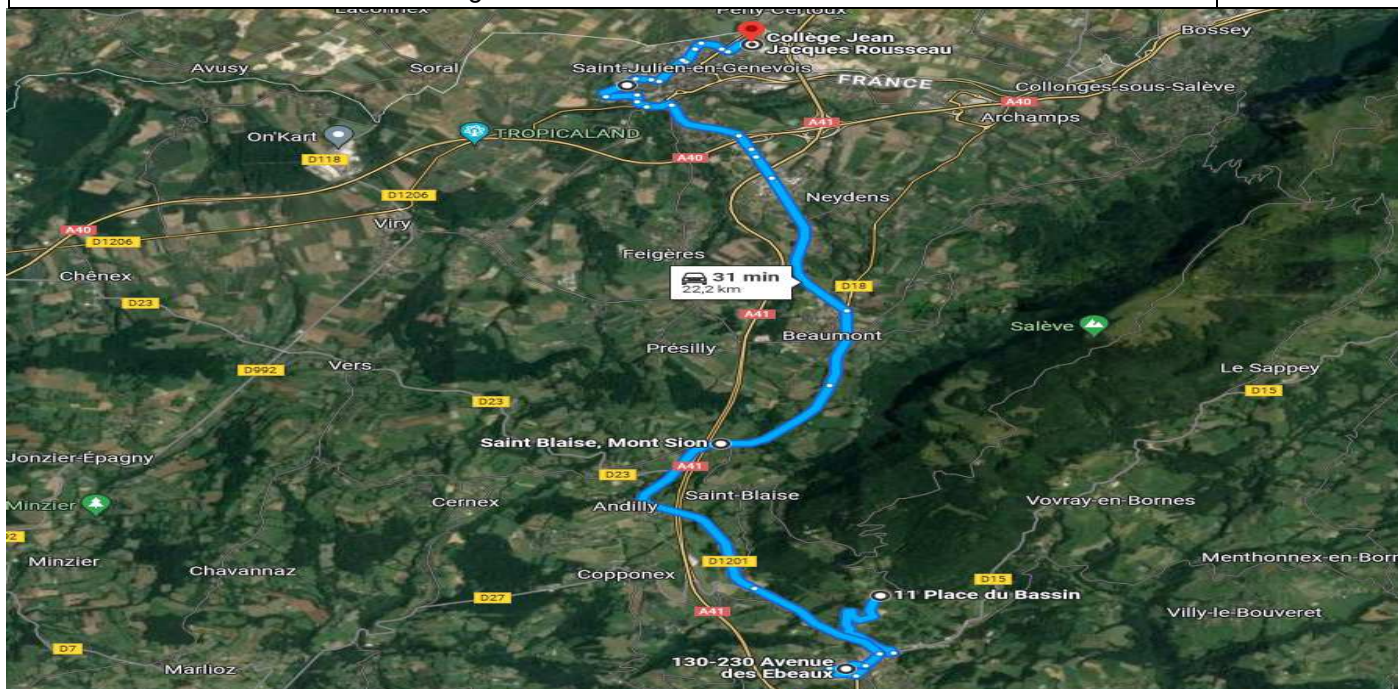 Collège Jean
Jacques Rousseau
Bossey
Avusy
Soral
Saint-Julien-en-Genevois
FRANCE
Collonges-sous-Salève
A40
Archamps
On'Kart
TROPICALAND
A41
D118
A40
D1206
Neydens
Viry
A40
D1206
Feigères
Chênex
31 min
22,2 km
D18
D23
A41
Beaumont
Salève
Présilly
Vers
D992
Le Sappey
D15
D23
Saint Blaise, Mont Sion
Jonzier-Épagny
A41
D23
Cernex
Saint-Blaise
Vovray-en-Bornes
Minzier
Andilly
Minzier
D1201
Menthonnex-en-Bor
Chavannaz
Copponex
D15
11 Place du Bassin
D27
A41
Villy-le-Bouveret
D7
Marlioz
130-230 Avenue
des Ebeaux